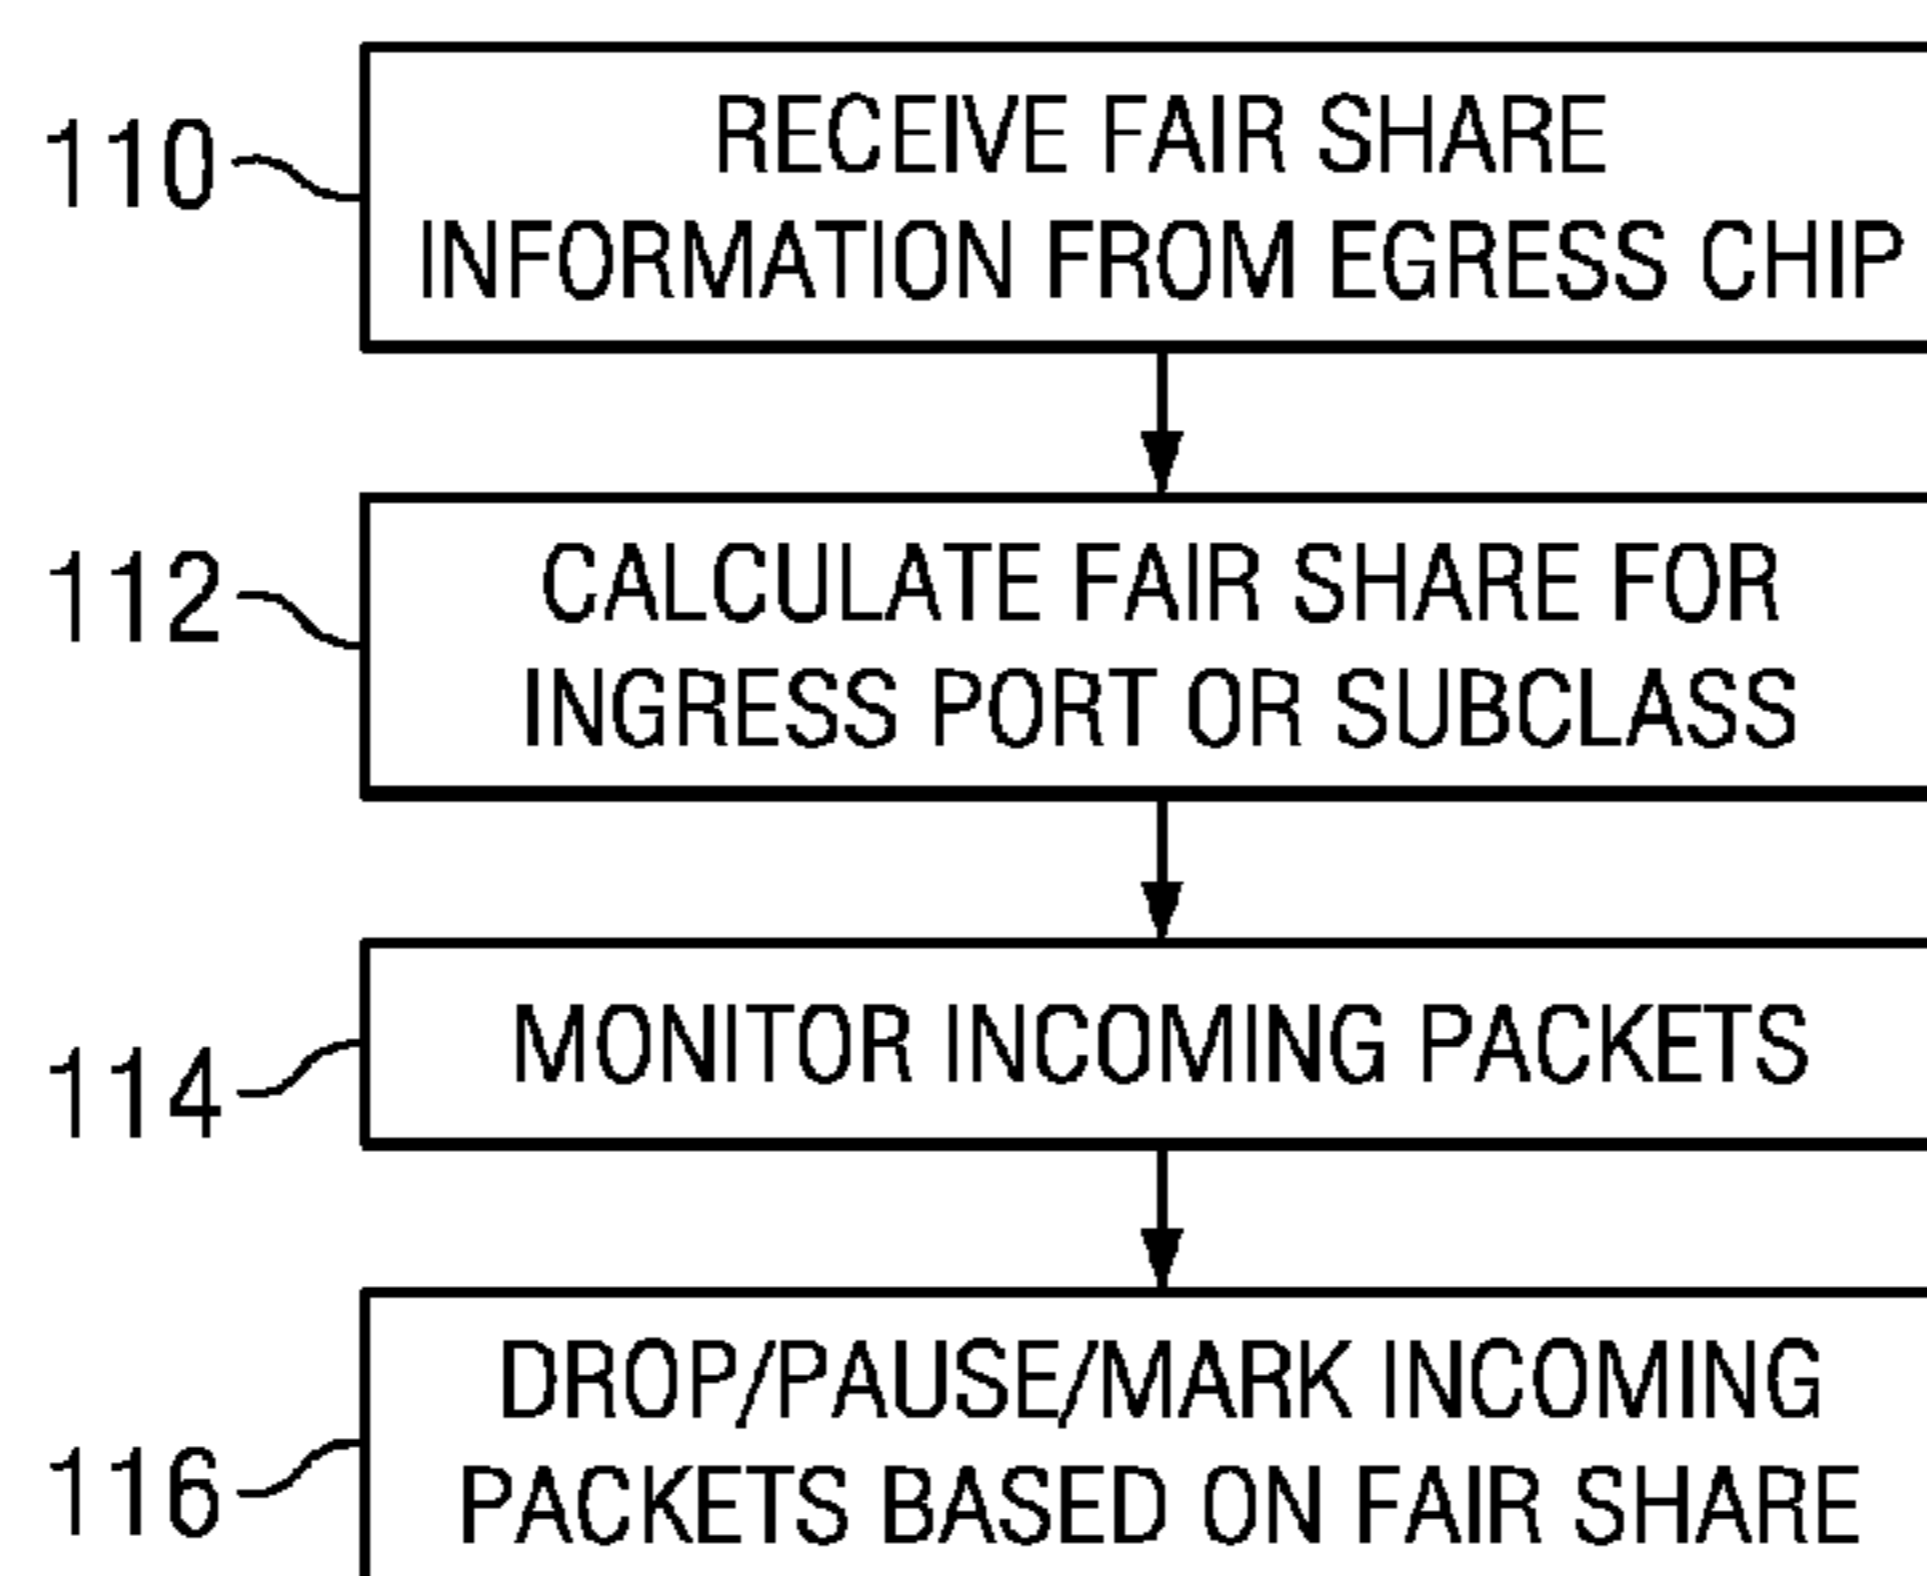 110
RECEIVE FAIR SHARE
INFORMATION FROM EGRESS CHIP
112
CALCULATE FAIR SHARE FOR
INGRESS PORT OR SUBCLASS
114
MONITOR INCOMING PACKETS
116
DROP/PAUSE/MARK INCOMING
PACKETS BASED ON FAIR SHARE